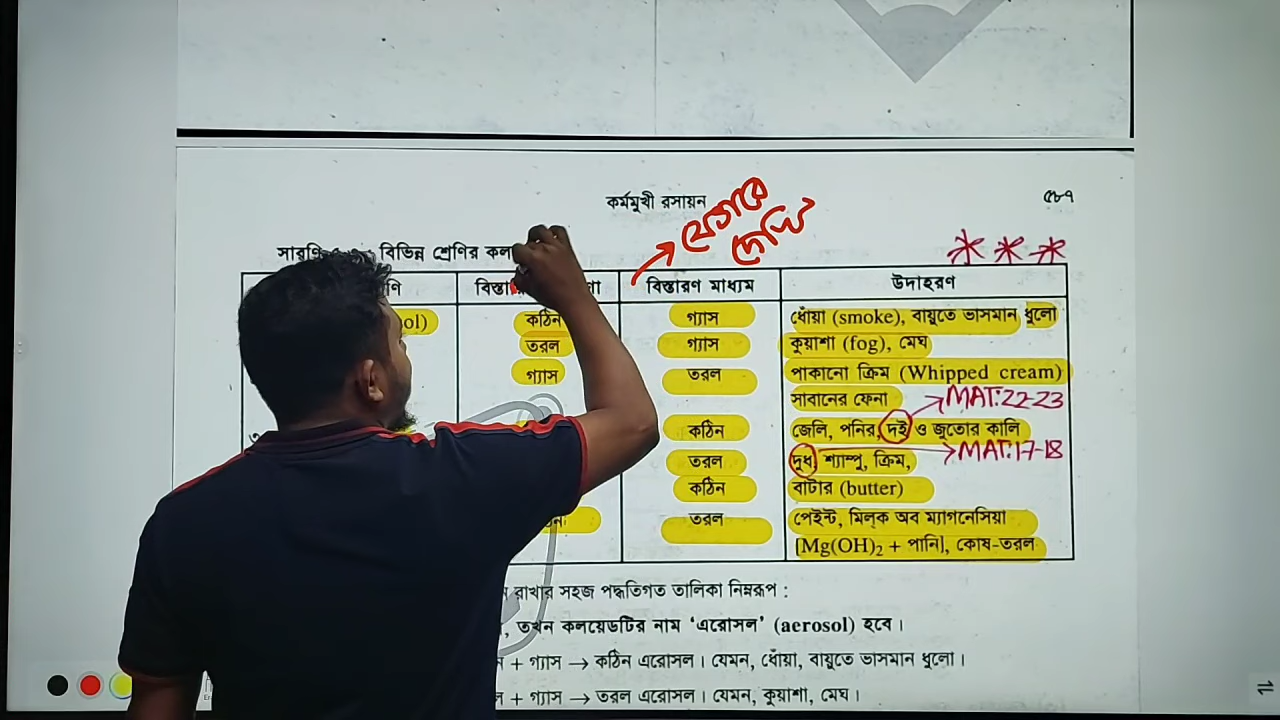 কর্মমুখী রসায়ন
৫৮৭
যেগরে
দেখি
সারণি বিভিন্ন শ্রেণির
***
বিস্তারণ মাধ্যম উদাহরণ
কঠিন গ্যাস ধোঁয়া (smoke), বায়ুতে ভাসমান ধুলো
তরল গ্যাস কুয়াশা (fog), মেঘ
গ্যাস তরল পাকানো ক্রিম (Whipped cream)
সাবানের ফেনা MAT:22-23
কঠিন জেলি, পনির, দই ও জুতোর কালি
তরল দুধ শ্যাম্পু, ক্রিম, MAT:17-18
কঠিন বাটার (butter)
তরল পেইন্ট, মিল্ক অব ম্যাগনেসিয়া
[Mg(OH)₂ + পানি], কোষ-তরল
রাখার সহজ পদ্ধতিগত তালিকা নিম্নরূপ :
, তখন কলয়েডটির নাম ‘এরোসল’ (aerosol) হবে।
+ গ্যাস → কঠিন এরোসল। যেমন, ধোঁয়া, বায়ুতে ভাসমান ধুলো।
+ গ্যাস → তরল এরোসল। যেমন, কুয়াশা, মেঘ।